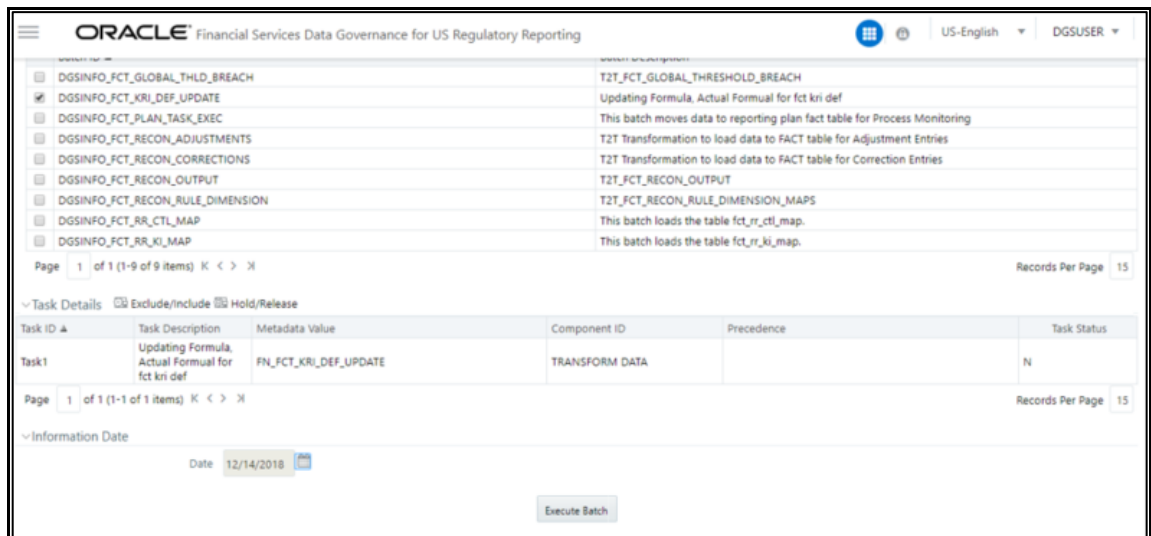 ORACLE® Financial Services Data Governance for US Regulatory Reporting US-English DGSUSER
Batch ID Batch Description
DGSINFO_FCT_GLOBAL_THLD_BREACH T2T_FCT_GLOBAL_THRESHOLD_BREACH
DGSINFO_FCT_KRI_DEF_UPDATE Updating Formula, Actual Formual for fct kri def
DGSINFO_FCT_PLAN_TASK_EXEC This batch moves data to reporting plan fact table for Process Monitoring
DGSINFO_FCT_RECON_ADJUSTMENTS T2T Transformation to load data to FACT table for Adjustment Entries
DGSINFO_FCT_RECON_CORRECTIONS T2T Transformation to load data to FACT table for Correction Entries
DGSINFO_FCT_RECON_OUTPUT T2T_FCT_RECON_OUTPUT
DGSINFO_FCT_RECON_RULE_DIMENSION T2T_FCT_RECON_RULE_DIMENSION_MAPS
DGSINFO_FCT_RR_CTL_MAP This batch loads the table fct_rr_ctl_map.
DGSINFO_FCT_RR_KI_MAP This batch loads the table fct_rr_ki_map.
Page 1 of 1 (1-9 of 9 items) Records Per Page 15
Task Details Exclude/Include Hold/Release
Task ID Task Description Metadata Value Component ID Precedence Task Status
Updating Formula,
Task1 Actual Formual for FN_FCT_KRI_DEF_UPDATE TRANSFORM DATA N
fct kri def
Page 1 of 1 (1-1 of 1 items) Records Per Page 15
Information Date
Date 12/14/2018
Execute Batch